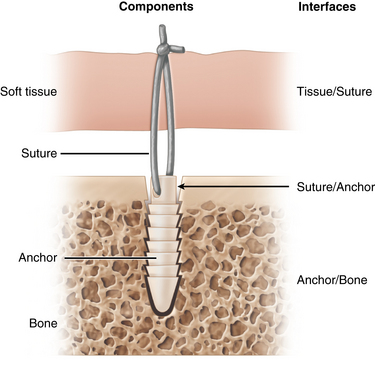 Components
Interfaces
Soft tissue
Tissue/Suture
Suture
Suture/Anchor
Anchor
Anchor/Bone
Bone